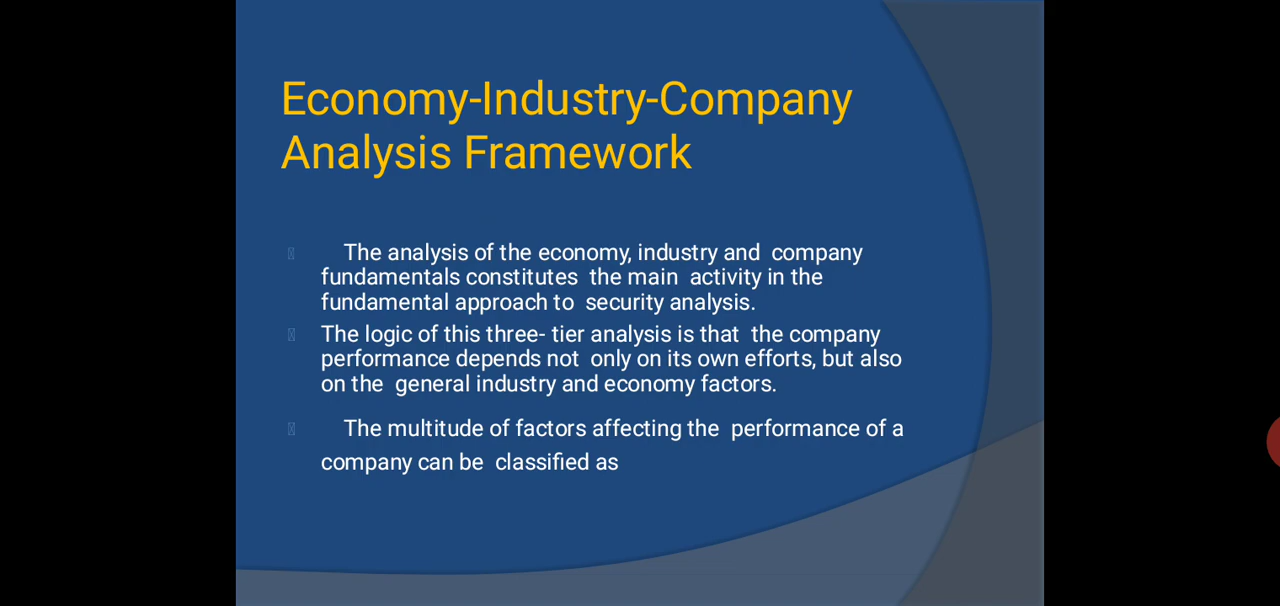 Economy-Industry-Company
Analysis Framework
The analysis of the economy, industry and company
fundamentals constitutes the main activity in the
fundamental approach to security analysis.
The logic of this three- tier analysis is that the company
performance depends not only on its own efforts, but also
on the general industry and economy factors.
The multitude of factors affecting the performance of a
company can be classified as